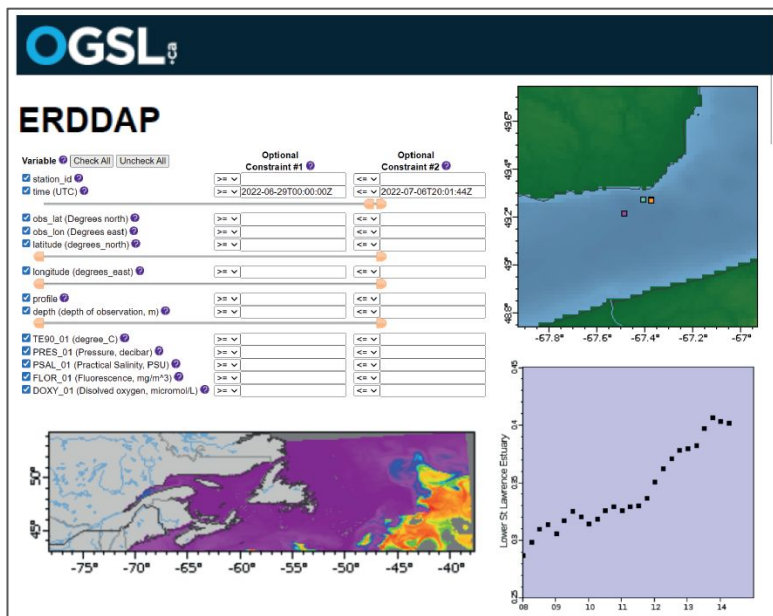 OGSL.ca
ERDDAP
Variable ? Check All Uncheck All Optional Constraint #1 ? Optional Constraint #2 ?
station_id ? >= <=
time (UTC) ? >= 2022-06-29T00:00:00Z <= 2022-07-06T20:01:44Z
obs_lat (Degrees north) ? >= <=
obs_lon (Degrees east) ? >= <=
latitude (degrees_north) ? >= <=
longitude (degrees_east) ? >= <=
profile ? >= <=
depth (depth of observation, m) ? >= <=
TE90_01 (degree_C) ? >= <=
PRES_01 (Pressure, decibar) ? >= <=
PSAL_01 (Practical Salinity, PSU) ? >= <=
FLOR_01 (Fluorescence, mg/m^3) ? >= <=
DOXY_01 (Disolved oxygen, micromol/L) ? >= <=
49.6°
49.4°
49.2°
49°
48.8°
-67.8° -67.6° -67.4° -67.2° -67°
50°
45°
-75° -70° -65° -60° -55° -50° -45° -40°
Lower St Lawrence Estuary
0.45
0.4
0.35
0.3
0.25
08 09 10 11 12 13 14